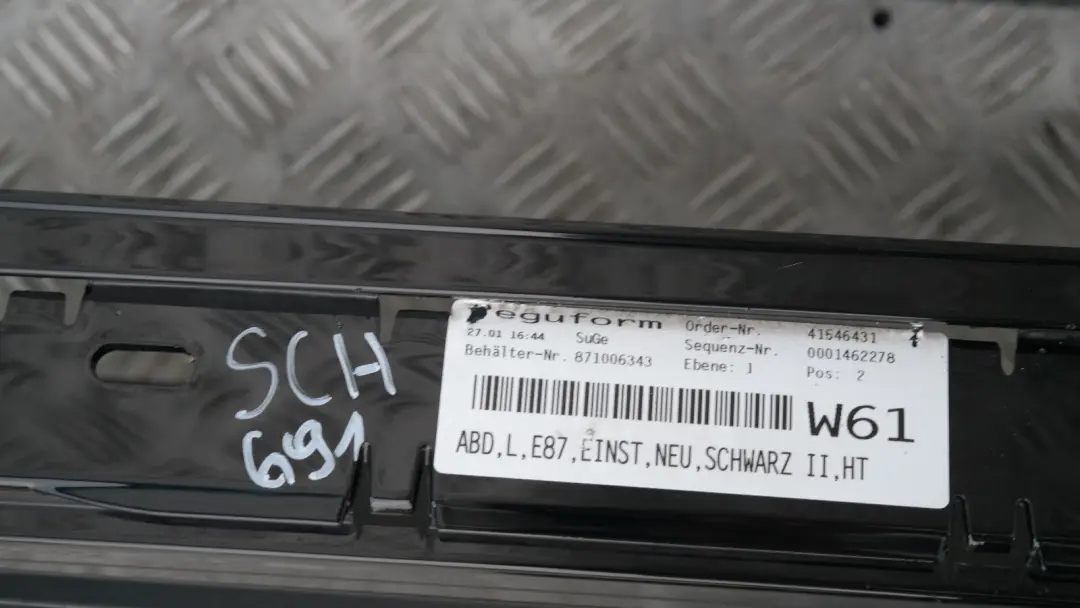 SCH
691
Peguform
27.01 16:44 SuGe Order-Nr. 41546431
Behälter-Nr. 871006343 Sequenz-Nr. 0001462278
Ebene: 1 Pos: 2
W61
ABD,L,E87,EINST,NEU,SCHWARZ II,HT